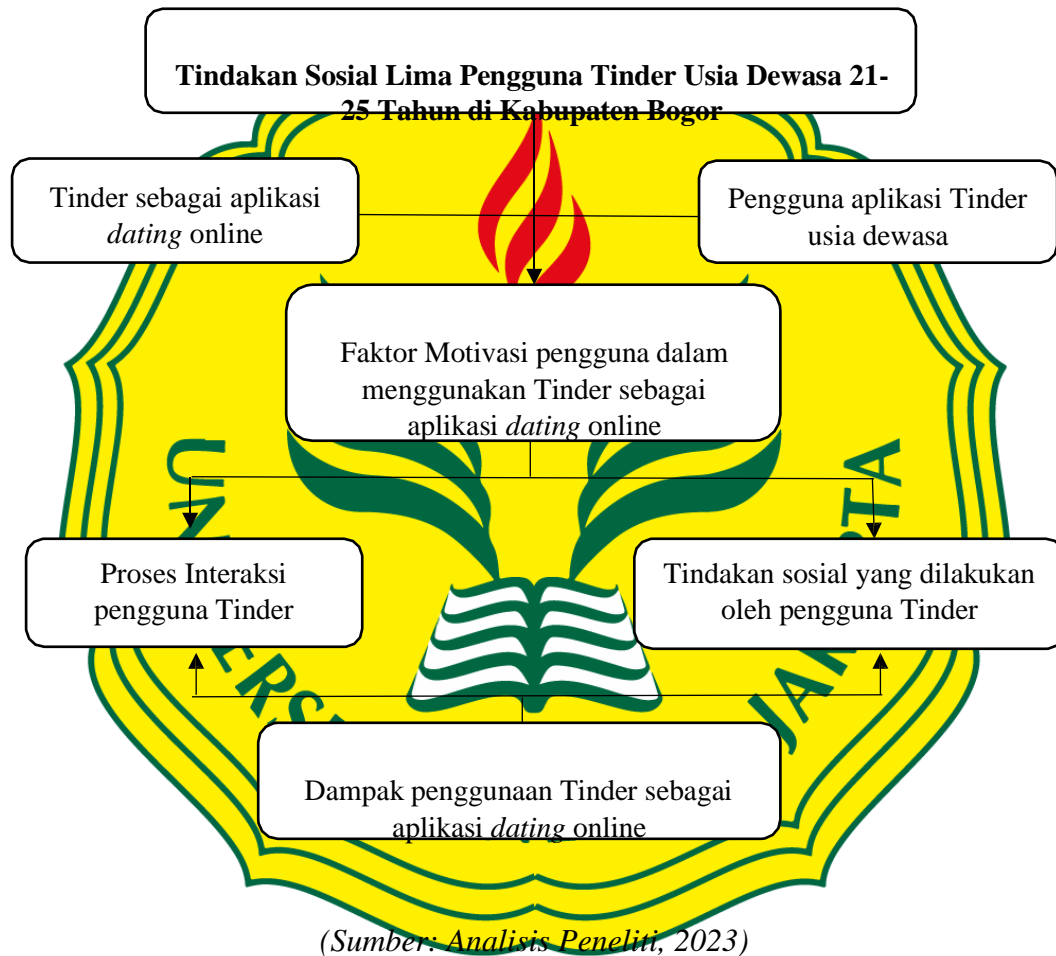 Tindakan Sosial Lima Pengguna Tinder Usia Dewasa 21-
25 Tahun di Kabupaten Bogor
Tinder sebagai aplikasi
dating online
Pengguna aplikasi Tinder
usia dewasa
Faktor Motivasi pengguna dalam
menggunakan Tinder sebagai
aplikasi dating online
Proses Interaksi
pengguna Tinder
Tindakan sosial yang dilakukan
oleh pengguna Tinder
Dampak penggunaan Tinder sebagai
aplikasi dating online
(Sumber: Analisis Peneliti, 2023)